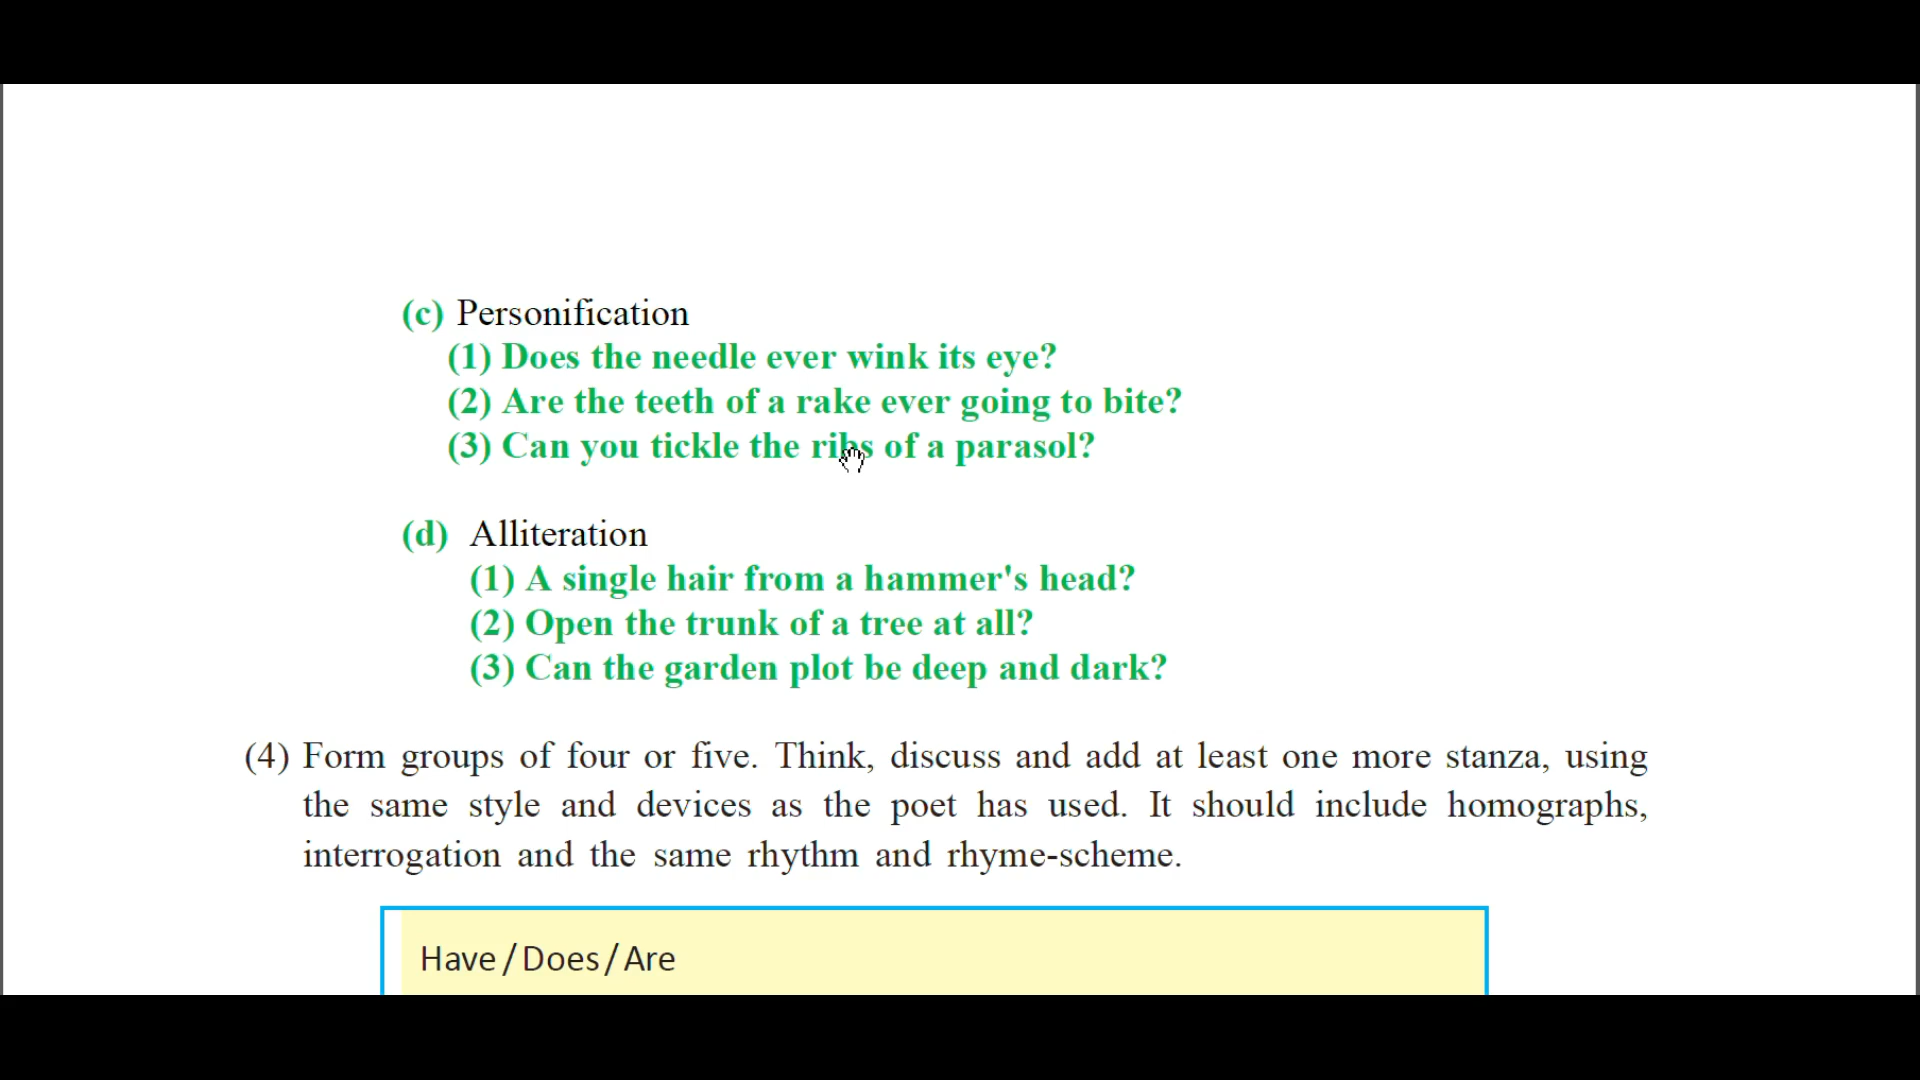 (c) Personification
(1) Does the needle ever wink its eye?
(2) Are the teeth of a rake ever going to bite?
(3) Can you tickle the ribs of a parasol?
(d) Alliteration
(1) A single hair from a hammer's head?
(2) Open the trunk of a tree at all?
(3) Can the garden plot be deep and dark?
(4) Form groups of four or five. Think, discuss and add at least one more stanza, using
the same style and devices as the poet has used. It should include homographs,
interrogation and the same rhythm and rhyme-scheme.
Have / Does / Are